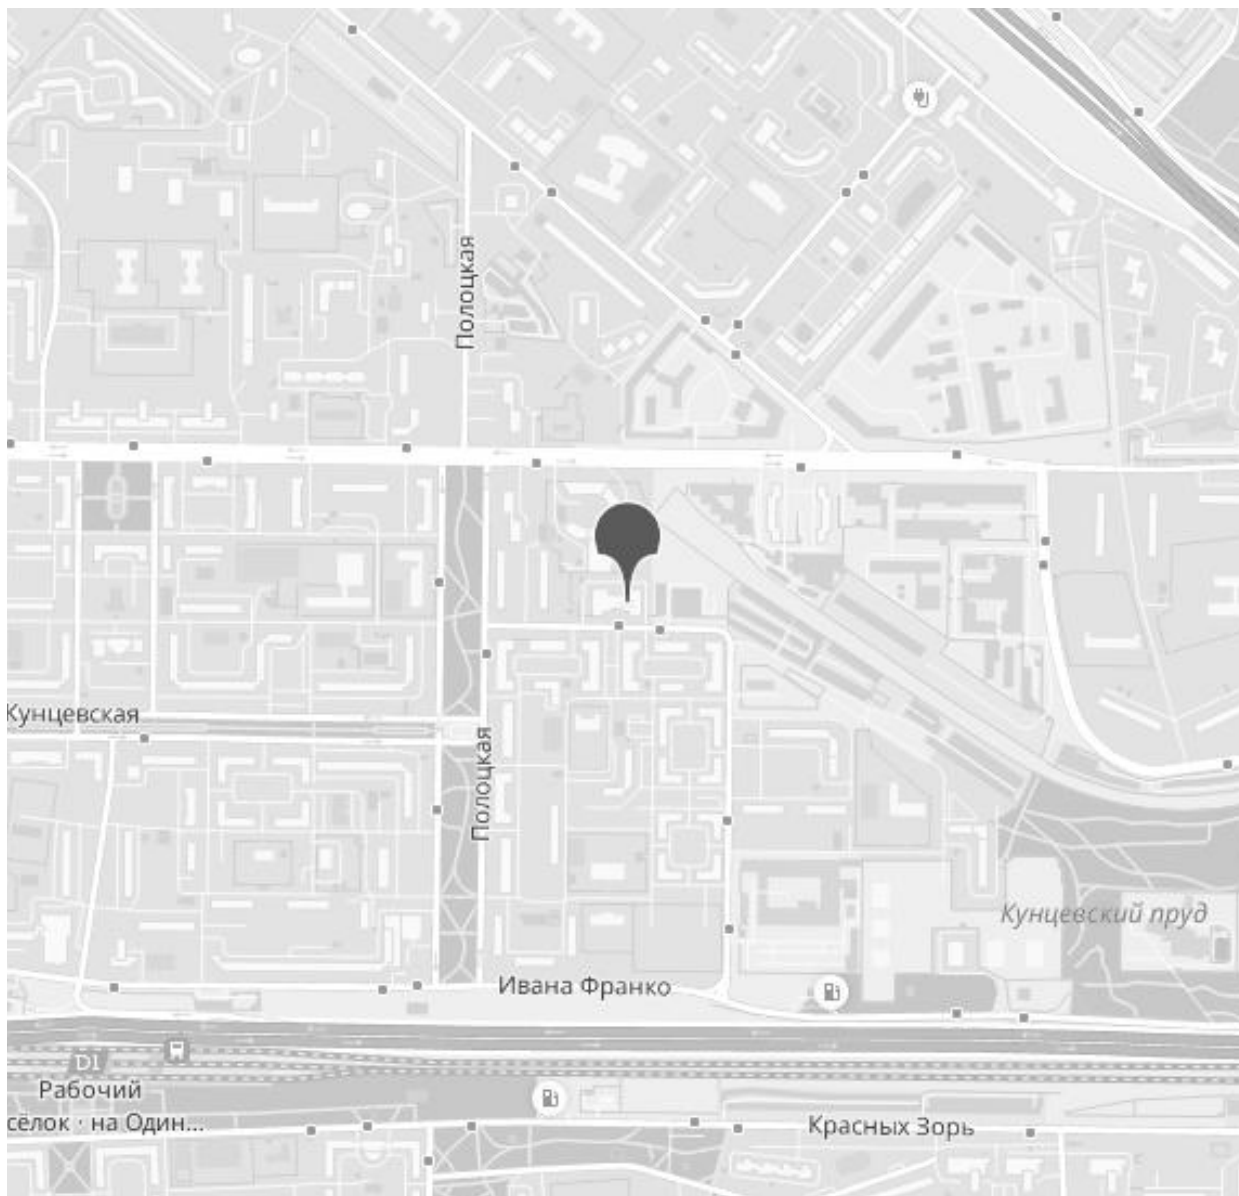 Полоцкая
Кунцевская
Полоцкая
Кунцевский пруд
Ивана Франко
D1
Рабочий
сёлок · на Один...
Красных Зорь